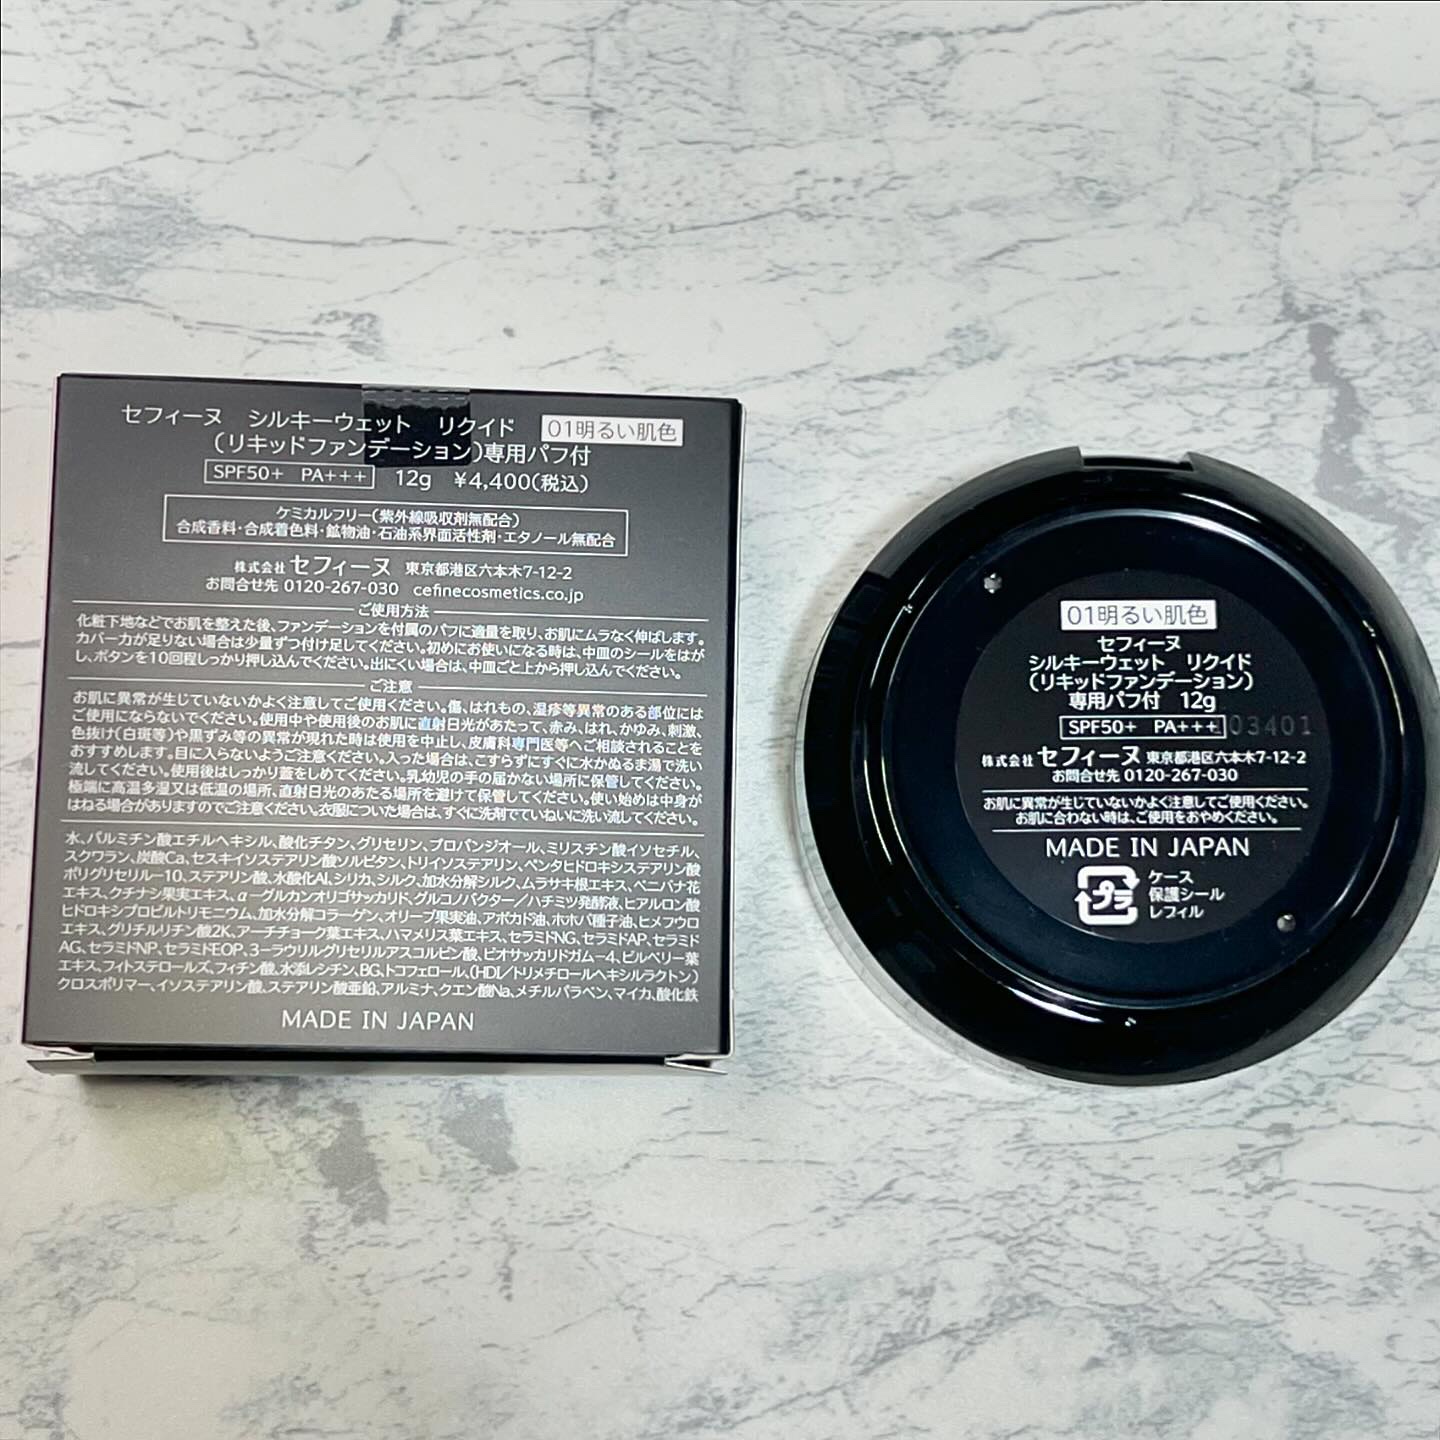 セフィーヌ シルキーウェット リクイド 01明るい肌色
(リキッドファンデーション)専用パフ付
SPF50+ PA+++ 12g ¥4,400(税込)
ケミカルフリー(紫外線吸収剤無配合)
合成香料・合成着色料・鉱物油・石油系界面活性剤・エタノール無配合
株式会社 セフィーヌ 東京都港区六本木7-12-2
お問合せ先 0120-267-030 cefinecosmetics.co.jp
ご使用方法
化粧下地などでお肌を整えた後、ファンデーションを付属のパフに適量を取り、お肌にムラなく伸ばします。
カバー力が足りない場合は少量ずつ付け足してください。初めにお使いになる時は、中皿のシールをはが
し、ボタンを10回程しっかり押し込んでください。出にくい場合は、中皿ごと上から押し込んでください。
ご注意
お肌に異常が生じていないかよく注意してご使用ください。傷、はれもの、湿疹等異常のある部位には
ご使用にならないでください。使用中や使用後のお肌に直射日光があたって、赤み、はれ、かゆみ、刺激、
色抜け(白斑等)や黒ずみ等の異常が現れた時は使用を中止し、皮膚科専門医等へご相談されることを
おすすめします。目に入らないようご注意ください。入った場合は、こすらずにすぐに水かぬるま湯で洗い
流してください。使用後はしっかり蓋をしめてください。乳幼児の手の届かない場所に保管してください。
極端に高温多湿又は低温の場所、直射日光のあたる場所を避けて保管してください。使い始めは中身が
はねる場合がありますのでご注意ください。衣服についた場合は、すぐに洗剤でていねいに洗い流してください。
水、パルミチン酸エチルヘキシル、酸化チタン、グリセリン、プロパンジオール、ミリスチン酸イソセチル、
スクワラン、炭酸Ca、セスキイソステアリン酸ソルビタン、トリイソステアリン、ペンタヒドロキシステアリン酸
ポリグリセリル-10、ステアリン酸、水酸化Al、シリカ、シルク、加水分解シルク、ムラサキ根エキス、ベニバナ花
エキス、クチナシ果実エキス、α-グルカンオリゴサッカリド、グルコノバクター/ハチミツ発酵液、ヒアルロン酸
ヒドロキシプロピルトリモニウム、加水分解コラーゲン、オリーブ果実油、アボカド油、ホホバ種子油、ヒメフウロ
エキス、グリチルリチン酸2K、アーチチョーク葉エキス、ハマメリス葉エキス、セラミドNG、セラミドAP、セラミド
AG、セラミドNP、セラミドEOP、3-ラウリルグリセリルアスコルビン酸、ビオサッカリドガム-4、ビルベリー葉
エキス、フィトステロールズ、フィチン酸、水添レシチン、BG、トコフェロール、(HDI/トリメチロールヘキシルラクトン)
クロスポリマー、イソステアリン酸、ステアリン酸亜鉛、アルミナ、クエン酸Na、メチルパラベン、マイカ、酸化鉄
MADE IN JAPAN
01明るい肌色
セフィーヌ
シルキーウェット リクイド
(リキッドファンデーション)
専用パフ付 12g
SPF50+ PA+++ 03401
株式会社 セフィーヌ 東京都港区六本木7-12-2
お問合せ先 0120-267-030
お肌に異常が生じていないかよく注意してご使用ください。
お肌に合わない時は、ご使用をおやめください。
MADE IN JAPAN
プラ ケース
保護シール
レフィル